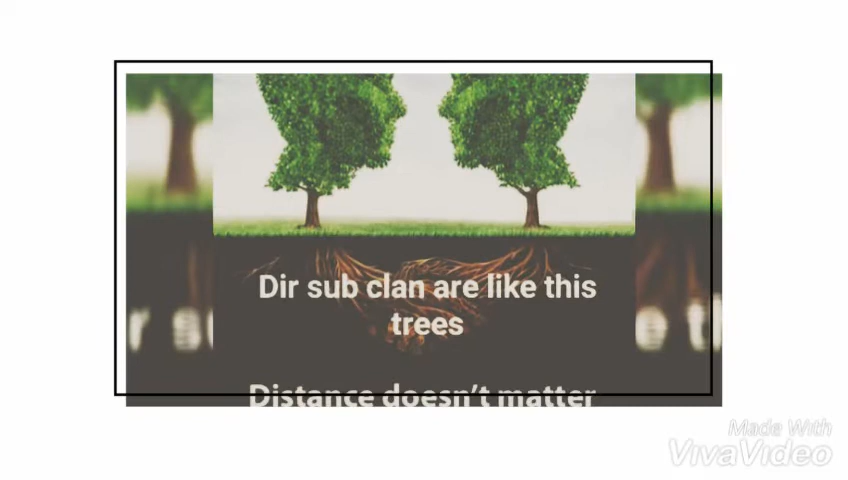 Dir sub clan are like this
trees
Distance doesn't matter
Made With
VivaVideo